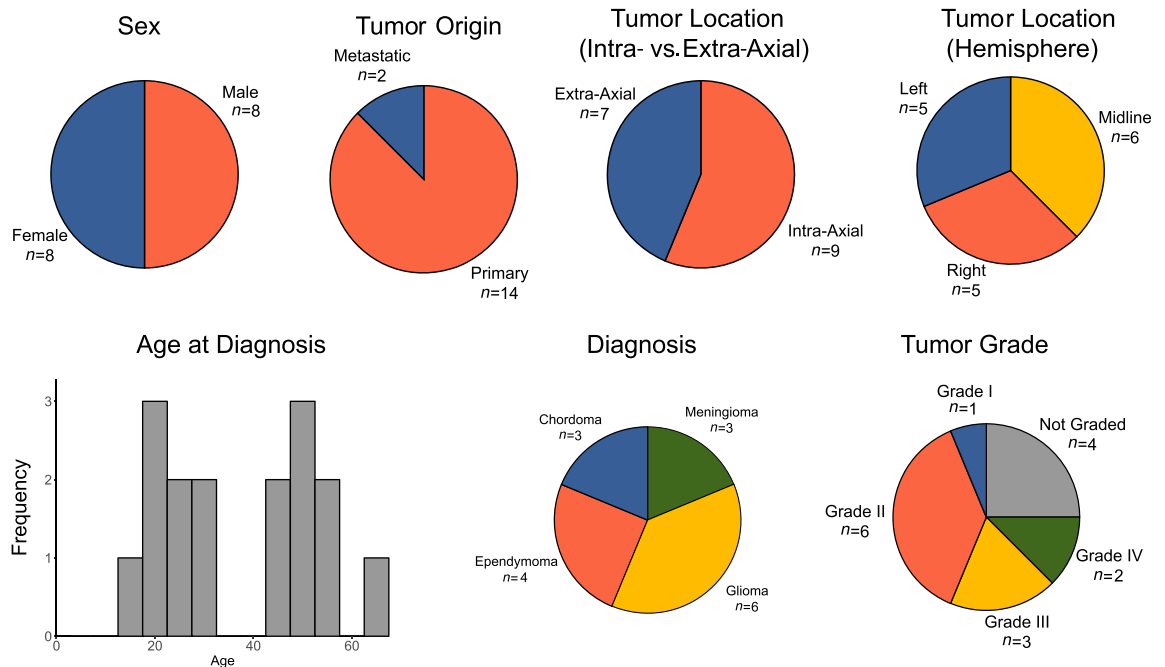 Sex
Male
n=8
Female
n=8
Tumor Origin
Metastatic
n=2
Primary
n=14
Tumor Location
(Intra- vs.Extra-Axial)
Extra-Axial
n=7
Intra-Axial
n=9
Tumor Location
(Hemisphere)
Left
n=5
Midline
n=6
Right
n=5
Age at Diagnosis
Frequency
3
2
1
0
0
20
40
60
Age
Diagnosis
Chordoma
n=3
Meningioma
n=3
Ependymoma
n=4
Glioma
n=6
Tumor Grade
Grade I
n=1
Not Graded
n=4
Grade II
n=6
Grade IV
n=2
Grade III
n=3